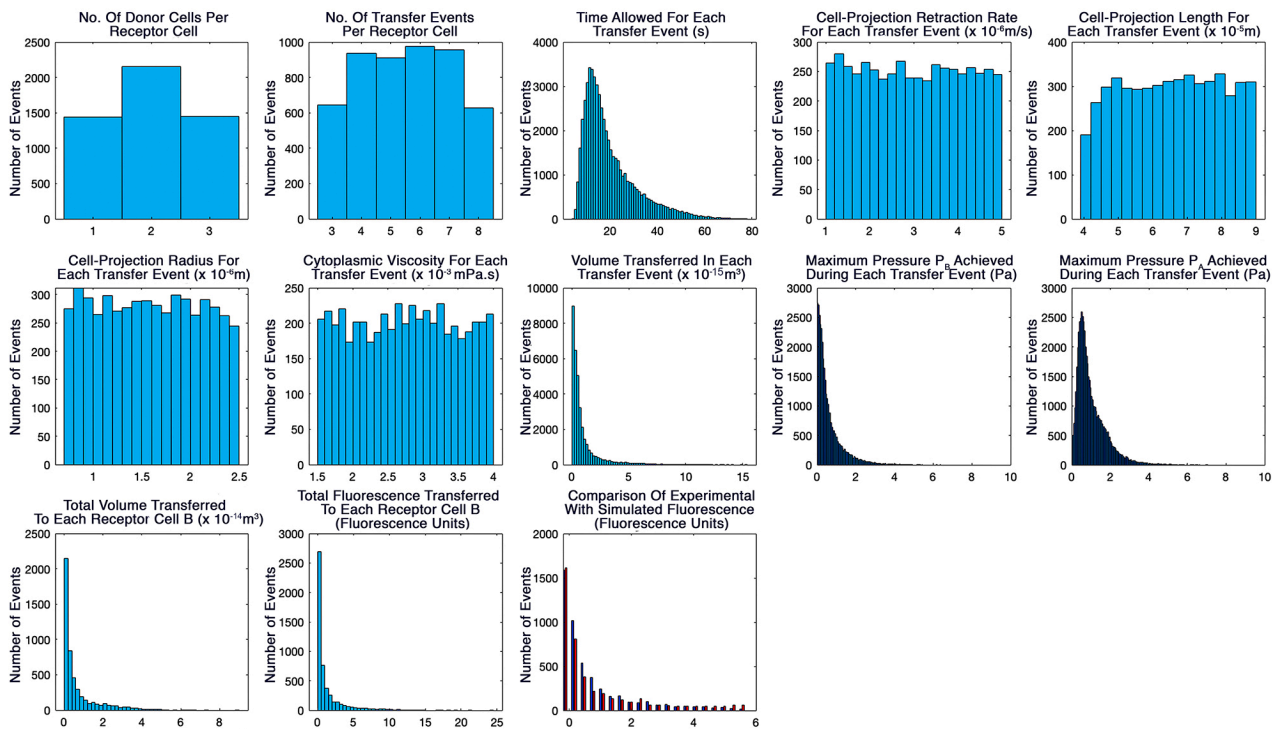 No. Of Donor Cells Per
Receptor Cell
Number of Events
2500
2000
1500
1000
500
0
1 2 3
No. Of Transfer Events
Per Receptor Cell
Number of Events
1000
800
600
400
200
0
3 4 5 6 7 8
Time Allowed For Each
Transfer Event (s)
Number of Events
4000
3000
2000
1000
0
20 40 60 80
Cell-Projection Retraction Rate
For Each Transfer Event (x 10⁻⁶m/s)
Number of Events
300
250
200
150
100
50
0
1 2 3 4 5
Cell-Projection Length For
Each Transfer Event (x 10⁻⁵m)
Number of Events
400
300
200
100
0
4 5 6 7 8 9
Cell-Projection Radius For
Each Transfer Event (x 10⁻⁶m)
Number of Events
300
250
200
150
100
50
0
1 1.5 2 2.5
Cytoplasmic Viscosity For Each
Transfer Event (x 10⁻³ mPa.s)
Number of Events
250
200
150
100
50
0
1.5 2 2.5 3 3.5 4
Volume Transferred In Each
Transfer Event (x 10⁻¹⁵m³)
Number of Events
10000
8000
6000
4000
2000
0
0 5 10 15
Maximum Pressure P_B Achieved
During Each Transfer Event (Pa)
Number of Events
3000
2500
2000
1500
1000
500
0
0 2 4 6 8 10
Maximum Pressure P_A Achieved
During Each Transfer Event (Pa)
Number of Events
3000
2500
2000
1500
1000
500
0
0 2 4 6 8 10
Total Volume Transferred
To Each Receptor Cell B (x 10⁻¹⁴m³)
Number of Events
2500
2000
1500
1000
500
0
0 2 4 6 8
Total Fluorescence Transferred
To Each Receptor Cell B
(Fluorescence Units)
Number of Events
3000
2500
2000
1500
1000
500
0
0 5 10 15 20 25
Comparison Of Experimental
With Simulated Fluorescence
(Fluorescence Units)
Number of Events
2000
1500
1000
500
0
0 2 4 6